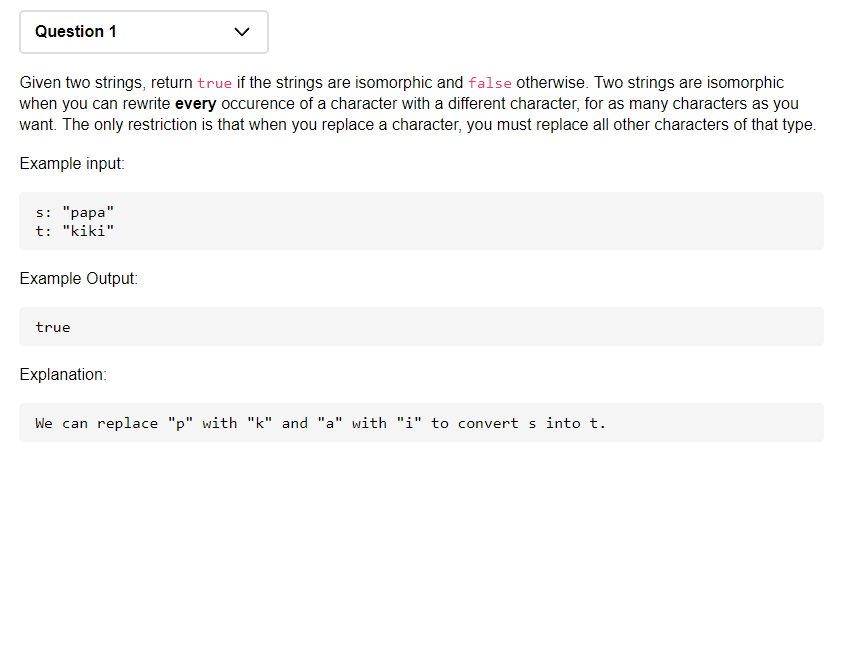 Question 1
Given two strings, return true if the strings are isomorphic and false otherwise. Two strings are isomorphic
when you can rewrite every occurence of a character with a different character, for as many characters as you
want. The only restriction is that when you replace a character, you must replace all other characters of that type.
Example input:
s: "papa"
t: "kiki"
Example Output:
true
Explanation:
We can replace "p" with "k" and "a" with "i" to convert s into t.